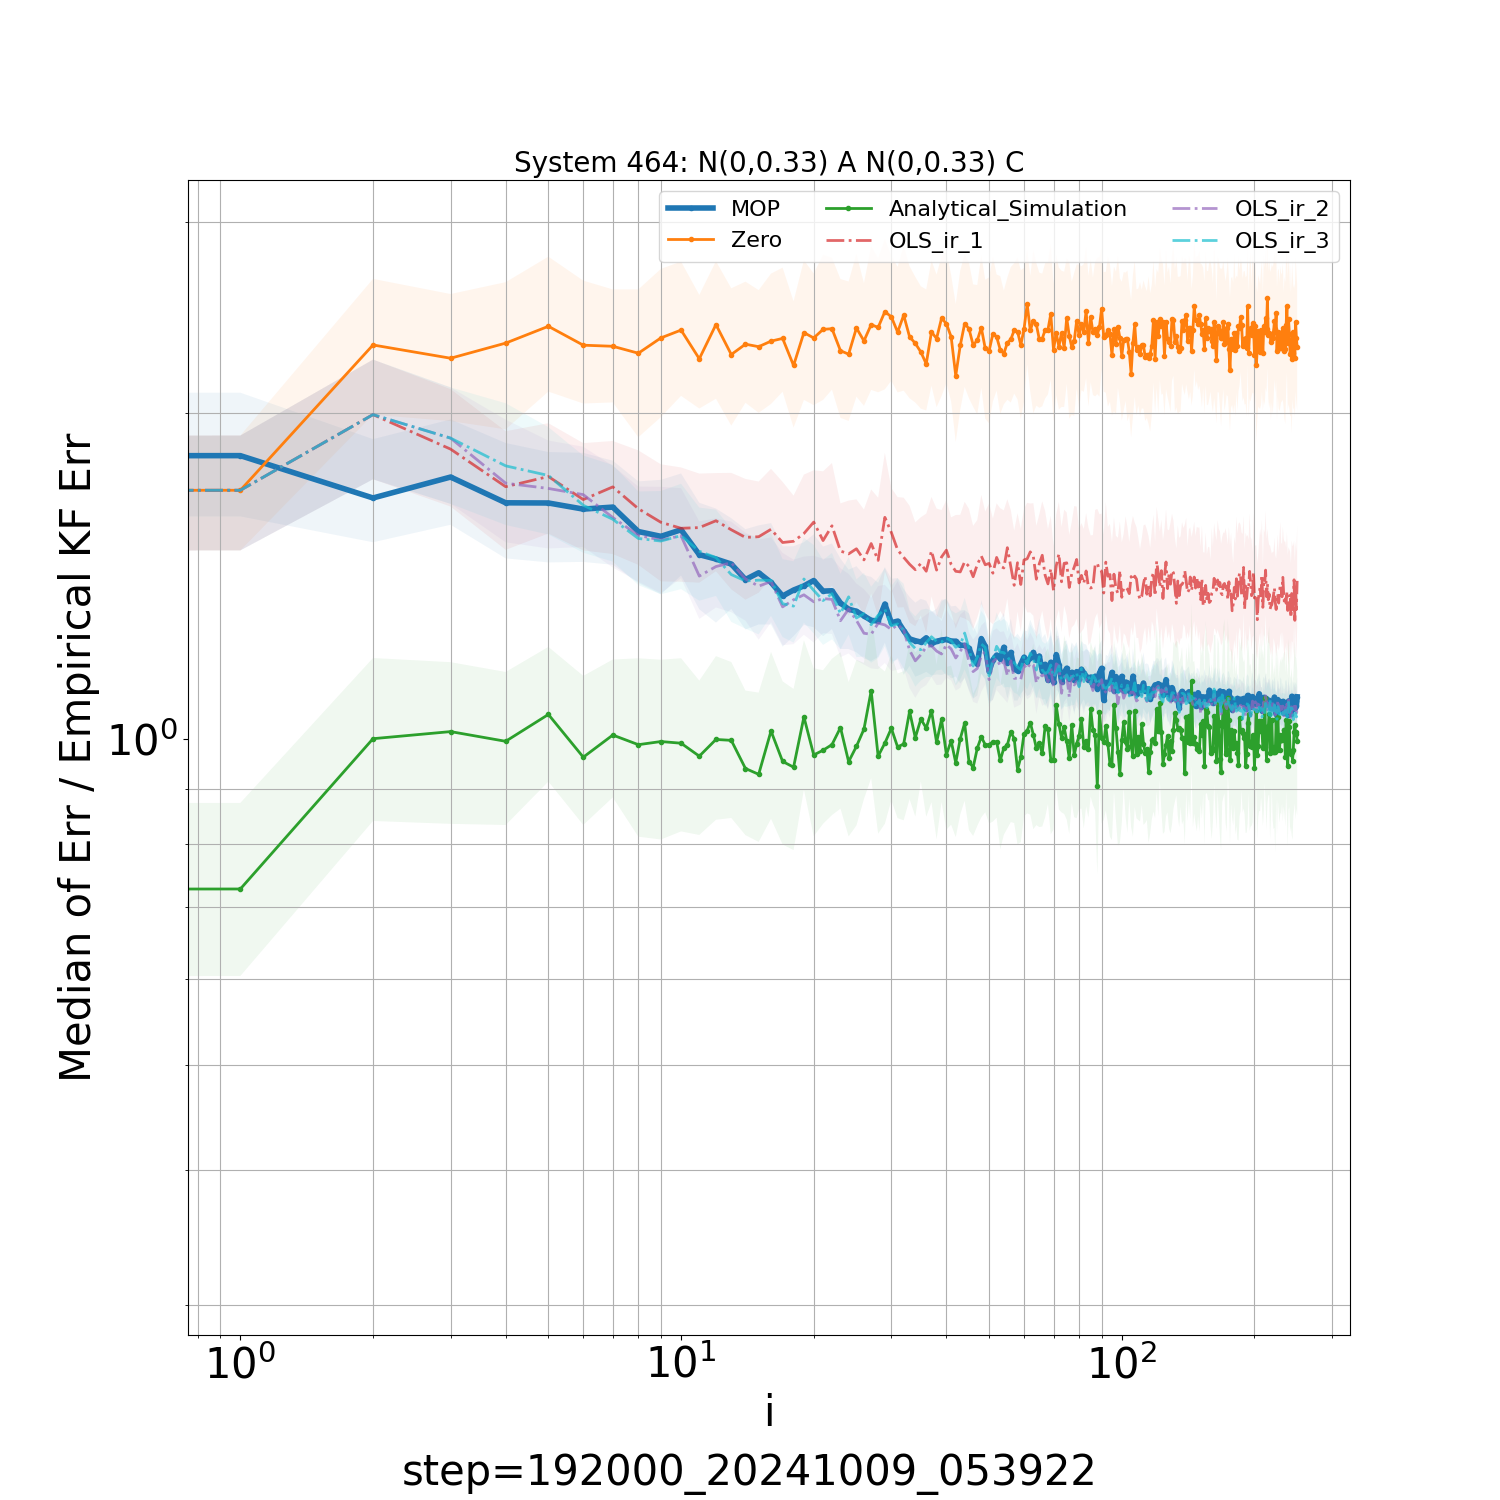 System 464: N(0,0.33) A N(0,0.33) C
MOP
Zero
Analytical_Simulation
OLS_ir_1
OLS_ir_2
OLS_ir_3
Median of Err / Empirical KF Err
10⁰
10⁰ 10¹ 10²
i
step=192000_20241009_053922